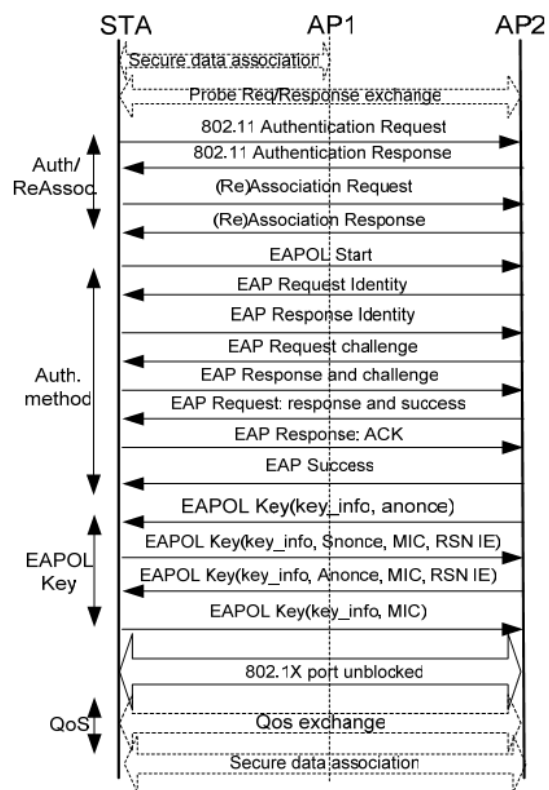 STA AP1 AP2
Secure data association
Probe Req/Response exchange
802.11 Authentication Request
802.11 Authentication Response
Auth/
ReAssoc.
(Re)Association Request
(Re)Association Response
EAPOL Start
EAP Request Identity
EAP Response Identity
EAP Request challenge
Auth.
method
EAP Response and challenge
EAP Request: response and success
EAP Response: ACK
EAP Success
EAPOL Key(key_info, anonce)
EAPOL
Key
EAPOL Key(key_info, Snonce, MIC, RSN IE)
EAPOL Key(key_info, Anonce, MIC, RSN IE)
EAPOL Key(key_info, MIC)
802.1X port unblocked
QoS
Qos exchange
Secure data association